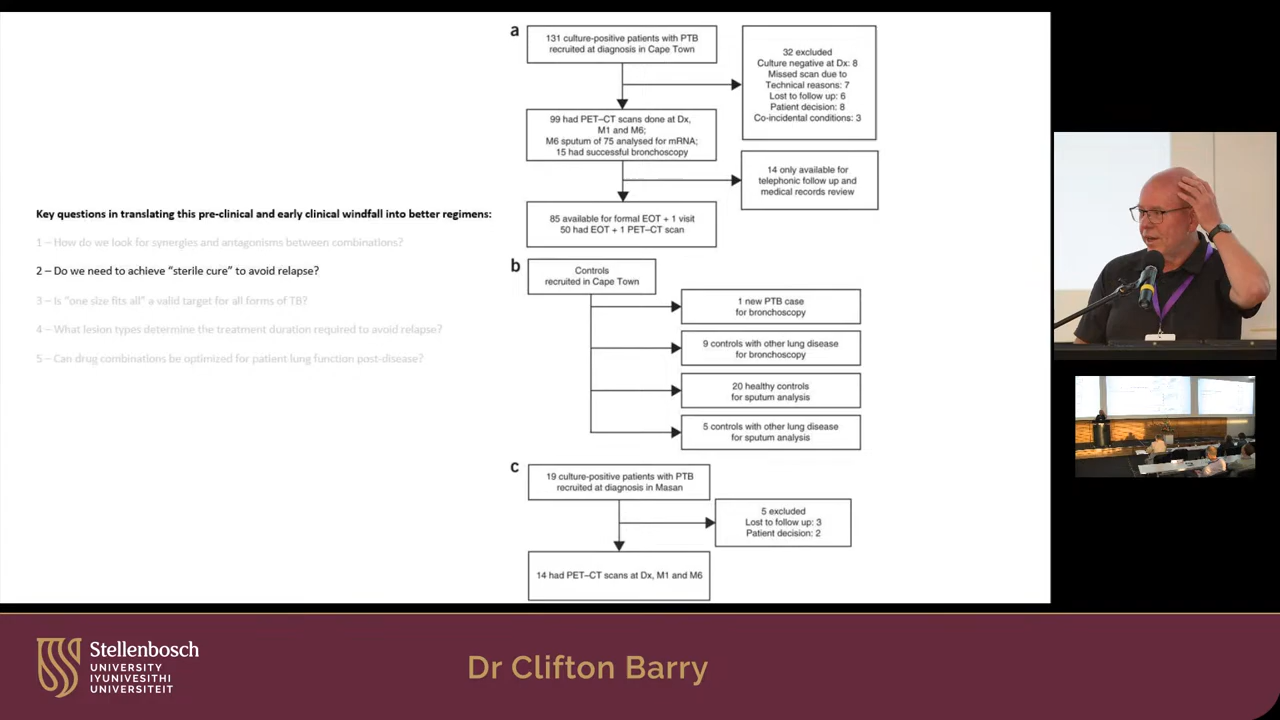 Key questions in translating this pre-clinical and early clinical windfall into better regimens:
1 – How do we look for synergies and antagonisms between combinations?
2 – Do we need to achieve “sterile cure” to avoid relapse?
3 – Is “one size fits all” a valid target for all forms of TB?
4 – What lesion types determine the treatment duration required to avoid relapse?
5 – Can drug combinations be optimized for patient lung function post-disease?
a
131 culture-positive patients with PTB
recruited at diagnosis in Cape Town
32 excluded
Culture negative at Dx: 8
Missed scan due to
Technical reasons: 7
Lost to follow up: 6
Patient decision: 8
Co-incidental conditions: 3
99 had PET–CT scans done at Dx,
M1 and M6;
M6 sputum of 75 analysed for mRNA;
15 had successful bronchoscopy
14 only available for
telephonic follow up and
medical records review
85 available for formal EOT + 1 visit
50 had EOT + 1 PET–CT scan
b
Controls
recruited in Cape Town
1 new PTB case
for bronchoscopy
9 controls with other lung disease
for bronchoscopy
20 healthy controls
for sputum analysis
5 controls with other lung disease
for sputum analysis
c
19 culture-positive patients with PTB
recruited at diagnosis in Masan
5 excluded
Lost to follow up: 3
Patient decision: 2
14 had PET–CT scans at Dx, M1 and M6
Stellenbosch
UNIVERSITY
IYUNIVESITHI
UNIVERSITEIT
Dr Clifton Barry